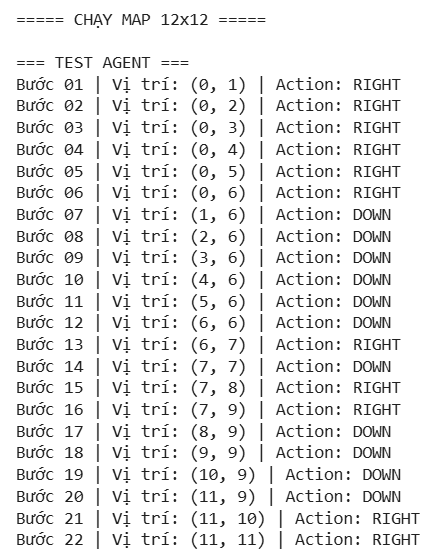 ===== CHẠY MAP 12x12 =====
=== TEST AGENT ===
Bước 01 | Vị trí: (0, 1) | Action: RIGHT
Bước 02 | Vị trí: (0, 2) | Action: RIGHT
Bước 03 | Vị trí: (0, 3) | Action: RIGHT
Bước 04 | Vị trí: (0, 4) | Action: RIGHT
Bước 05 | Vị trí: (0, 5) | Action: RIGHT
Bước 06 | Vị trí: (0, 6) | Action: RIGHT
Bước 07 | Vị trí: (1, 6) | Action: DOWN
Bước 08 | Vị trí: (2, 6) | Action: DOWN
Bước 09 | Vị trí: (3, 6) | Action: DOWN
Bước 10 | Vị trí: (4, 6) | Action: DOWN
Bước 11 | Vị trí: (5, 6) | Action: DOWN
Bước 12 | Vị trí: (6, 6) | Action: DOWN
Bước 13 | Vị trí: (6, 7) | Action: RIGHT
Bước 14 | Vị trí: (7, 7) | Action: DOWN
Bước 15 | Vị trí: (7, 8) | Action: RIGHT
Bước 16 | Vị trí: (7, 9) | Action: RIGHT
Bước 17 | Vị trí: (8, 9) | Action: DOWN
Bước 18 | Vị trí: (9, 9) | Action: DOWN
Bước 19 | Vị trí: (10, 9) | Action: DOWN
Bước 20 | Vị trí: (11, 9) | Action: DOWN
Bước 21 | Vị trí: (11, 10) | Action: RIGHT
Bước 22 | Vị trí: (11, 11) | Action: RIGHT